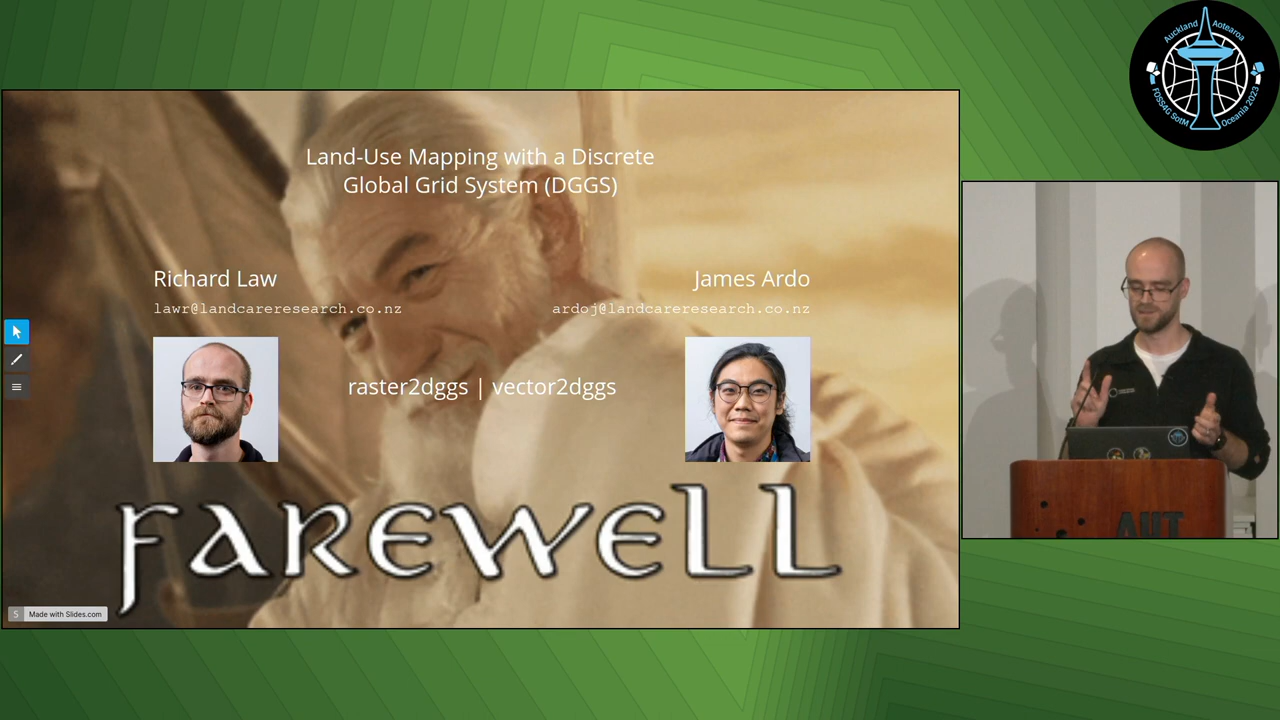 Land-Use Mapping with a Discrete
Global Grid System (DGGS)
Richard Law
lawr@landcareresearch.co.nz
James Ardo
ardoj@landcareresearch.co.nz
raster2dggs | vector2dggs
FAREWELL
S Made with Slides.com
Auckland Aotearoa
FOSS4G SotM Oceania 2023
AUT